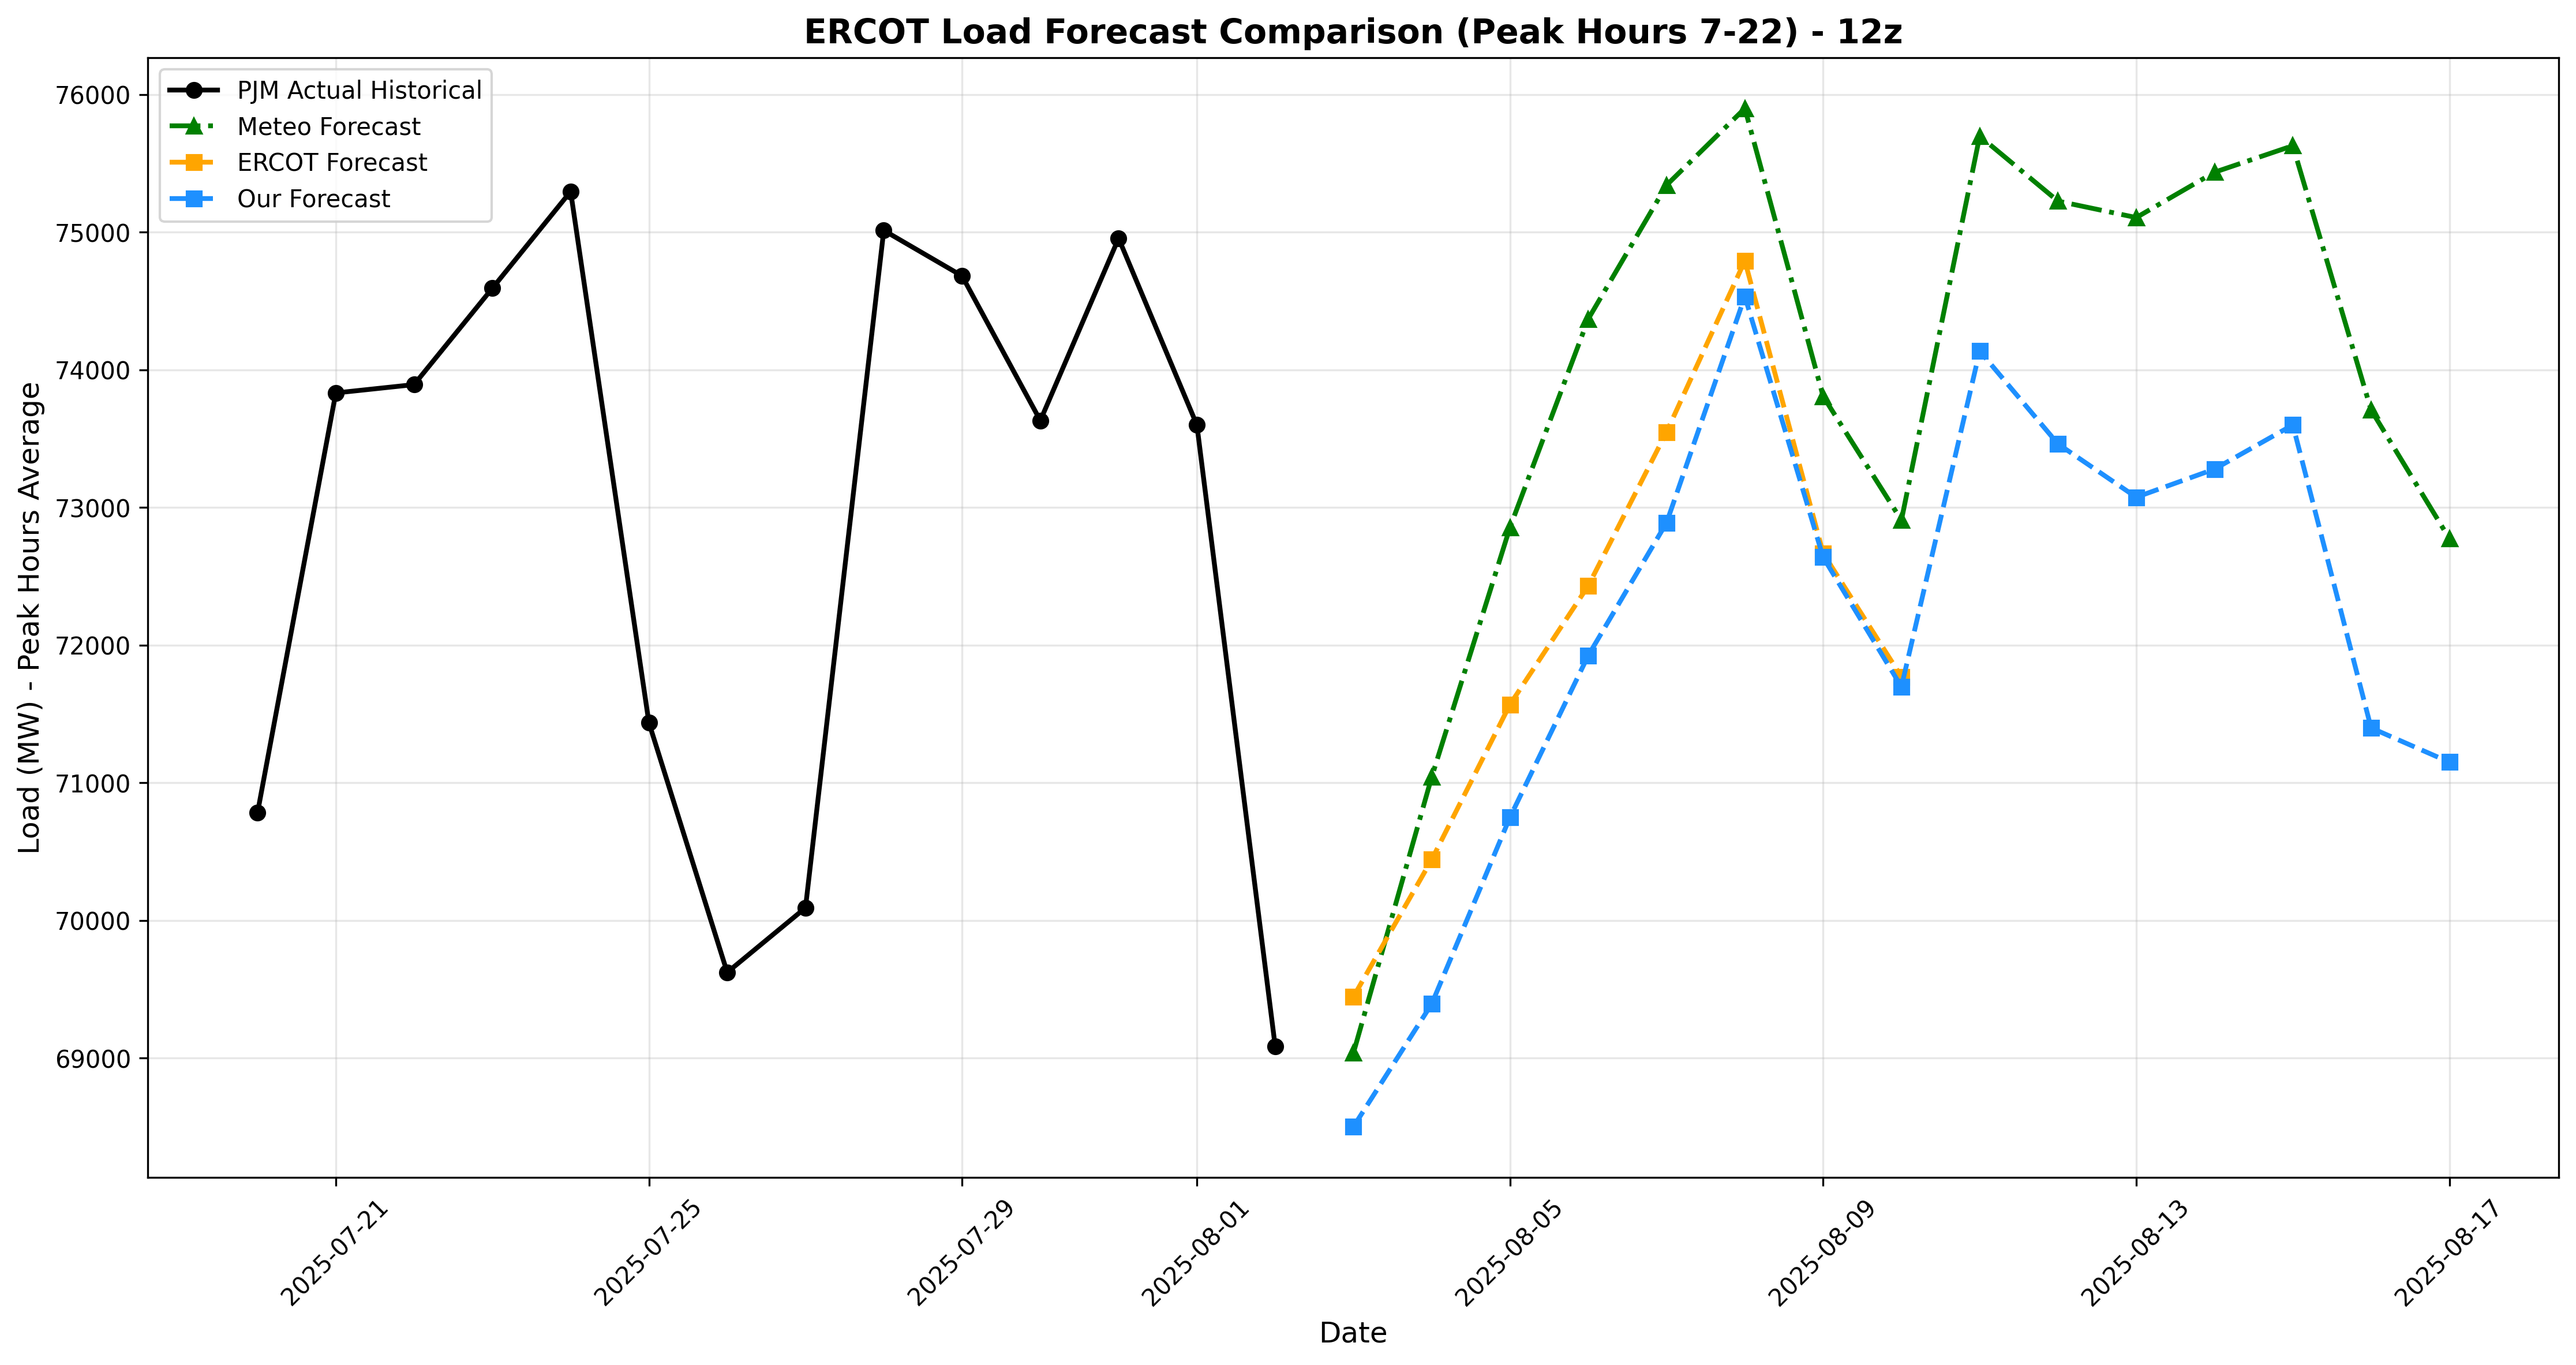 ERCOT Load Forecast Comparison (Peak Hours 7-22) - 12z
PJM Actual Historical
Meteo Forecast
ERCOT Forecast
Our Forecast
Load (MW) - Peak Hours Average
76000
75000
74000
73000
72000
71000
70000
69000
2025-07-21
2025-07-25
2025-07-29
2025-08-01
2025-08-05
2025-08-09
2025-08-13
2025-08-17
Date